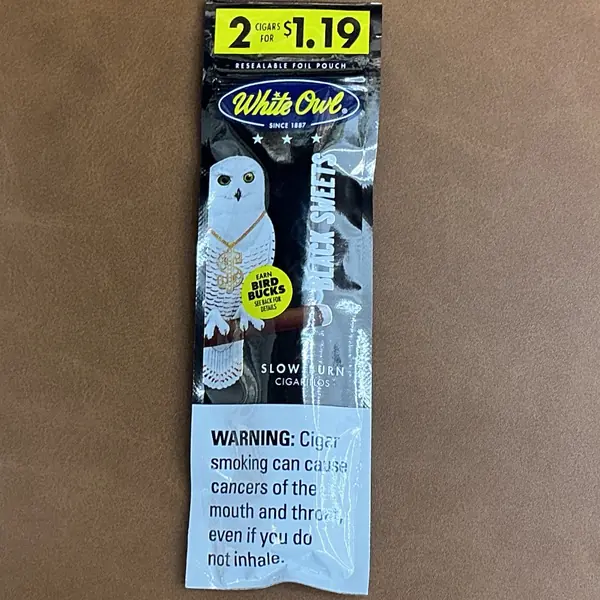 2 CIGARS FOR $1.19
RESEALABLE FOIL POUCH
White Owl®
SINCE 1887
BLACK SWEETS
EARN
BIRD
BUCKS
SEE BACK FOR
DETAILS
SLOW BURN
CIGARILLOS
WARNING: Cigar
smoking can cause
cancers of the
mouth and throat,
even if you do
not inhale.